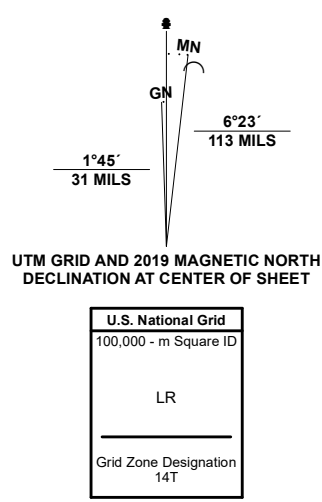 MN
GN
6°23´
113 MILS
1°45´
31 MILS
UTM GRID AND 2019 MAGNETIC NORTH
DECLINATION AT CENTER OF SHEET
U.S. National Grid
100,000 - m Square ID
LR
Grid Zone Designation
14T